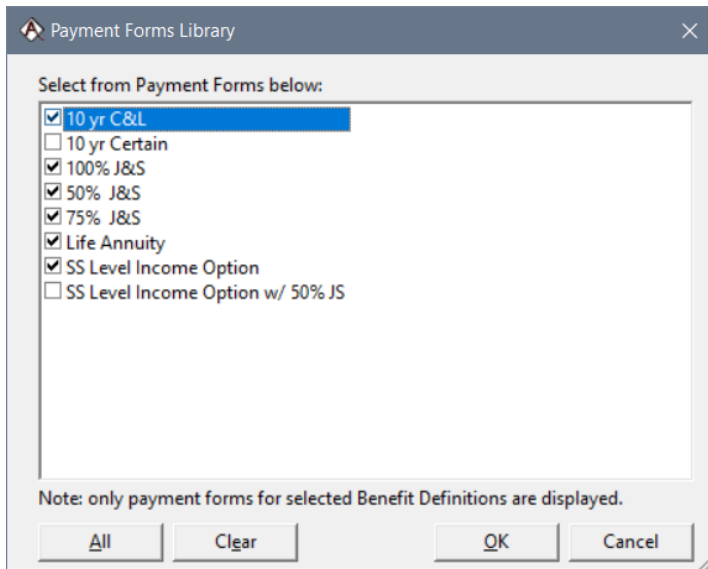 Payment Forms Library
Select from Payment Forms below:
10 yr C&L
10 yr Certain
100% J&S
50% J&S
75% J&S
Life Annuity
SS Level Income Option
SS Level Income Option w/ 50% JS
Note: only payment forms for selected Benefit Definitions are displayed.
All Clear OK Cancel